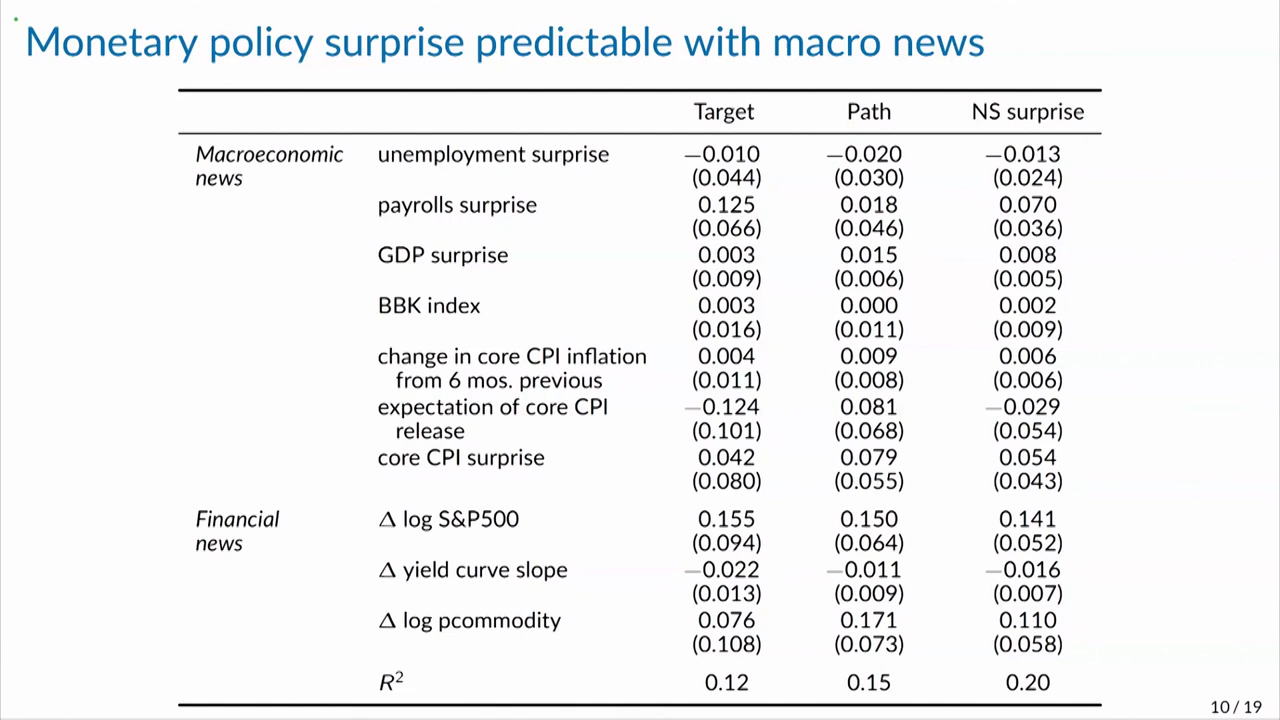 Monetary policy surprise predictable with macro news
Target Path NS surprise
Macroeconomic unemployment surprise −0.010 −0.020 −0.013
news (0.044) (0.030) (0.024)
payrolls surprise 0.125 0.018 0.070
(0.066) (0.046) (0.036)
GDP surprise 0.003 0.015 0.008
(0.009) (0.006) (0.005)
BBK index 0.003 0.000 0.002
(0.016) (0.011) (0.009)
change in core CPI inflation 0.004 0.009 0.006
from 6 mos. previous (0.011) (0.008) (0.006)
expectation of core CPI −0.124 0.081 −0.029
release (0.101) (0.068) (0.054)
core CPI surprise 0.042 0.079 0.054
(0.080) (0.055) (0.043)
Financial Δ log S&P500 0.155 0.150 0.141
news (0.094) (0.064) (0.052)
Δ yield curve slope −0.022 −0.011 −0.016
(0.013) (0.009) (0.007)
Δ log pcommodity 0.076 0.171 0.110
(0.108) (0.073) (0.058)
R² 0.12 0.15 0.20
10 / 19